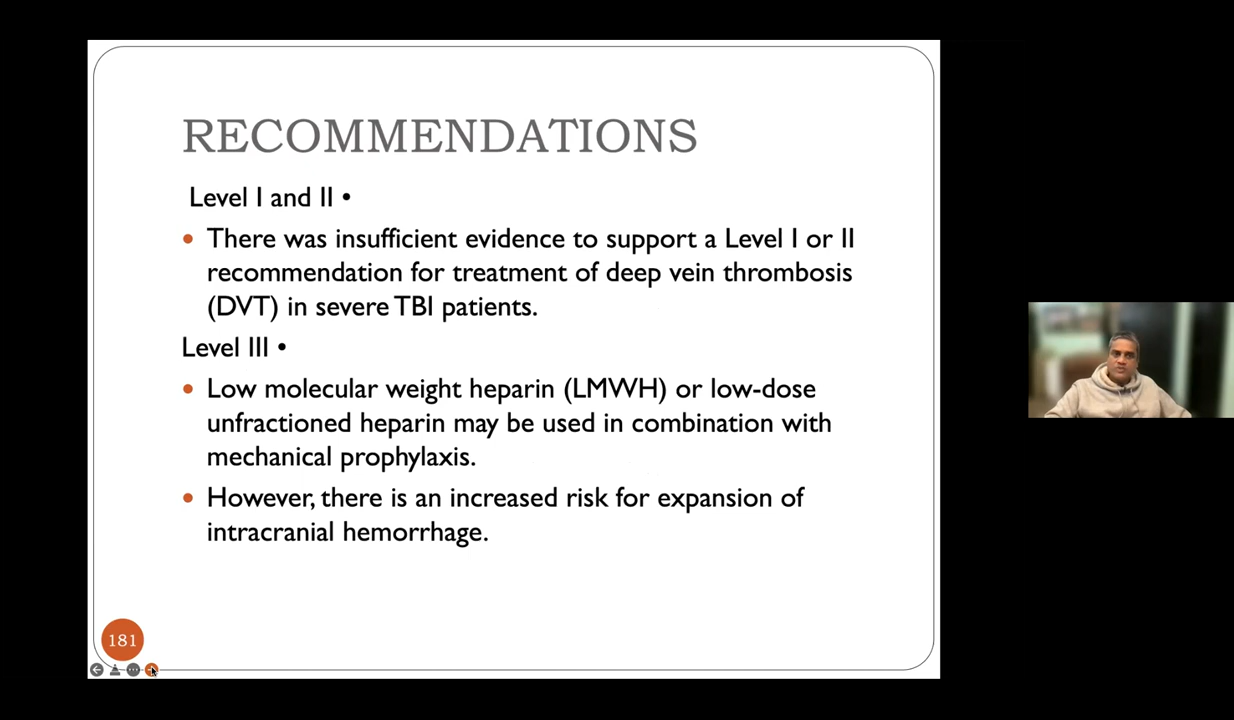 RECOMMENDATIONS
Level I and II •
• There was insufficient evidence to support a Level I or II
recommendation for treatment of deep vein thrombosis
(DVT) in severe TBI patients.
Level III •
• Low molecular weight heparin (LMWH) or low-dose
unfractioned heparin may be used in combination with
mechanical prophylaxis.
• However, there is an increased risk for expansion of
intracranial hemorrhage.
181